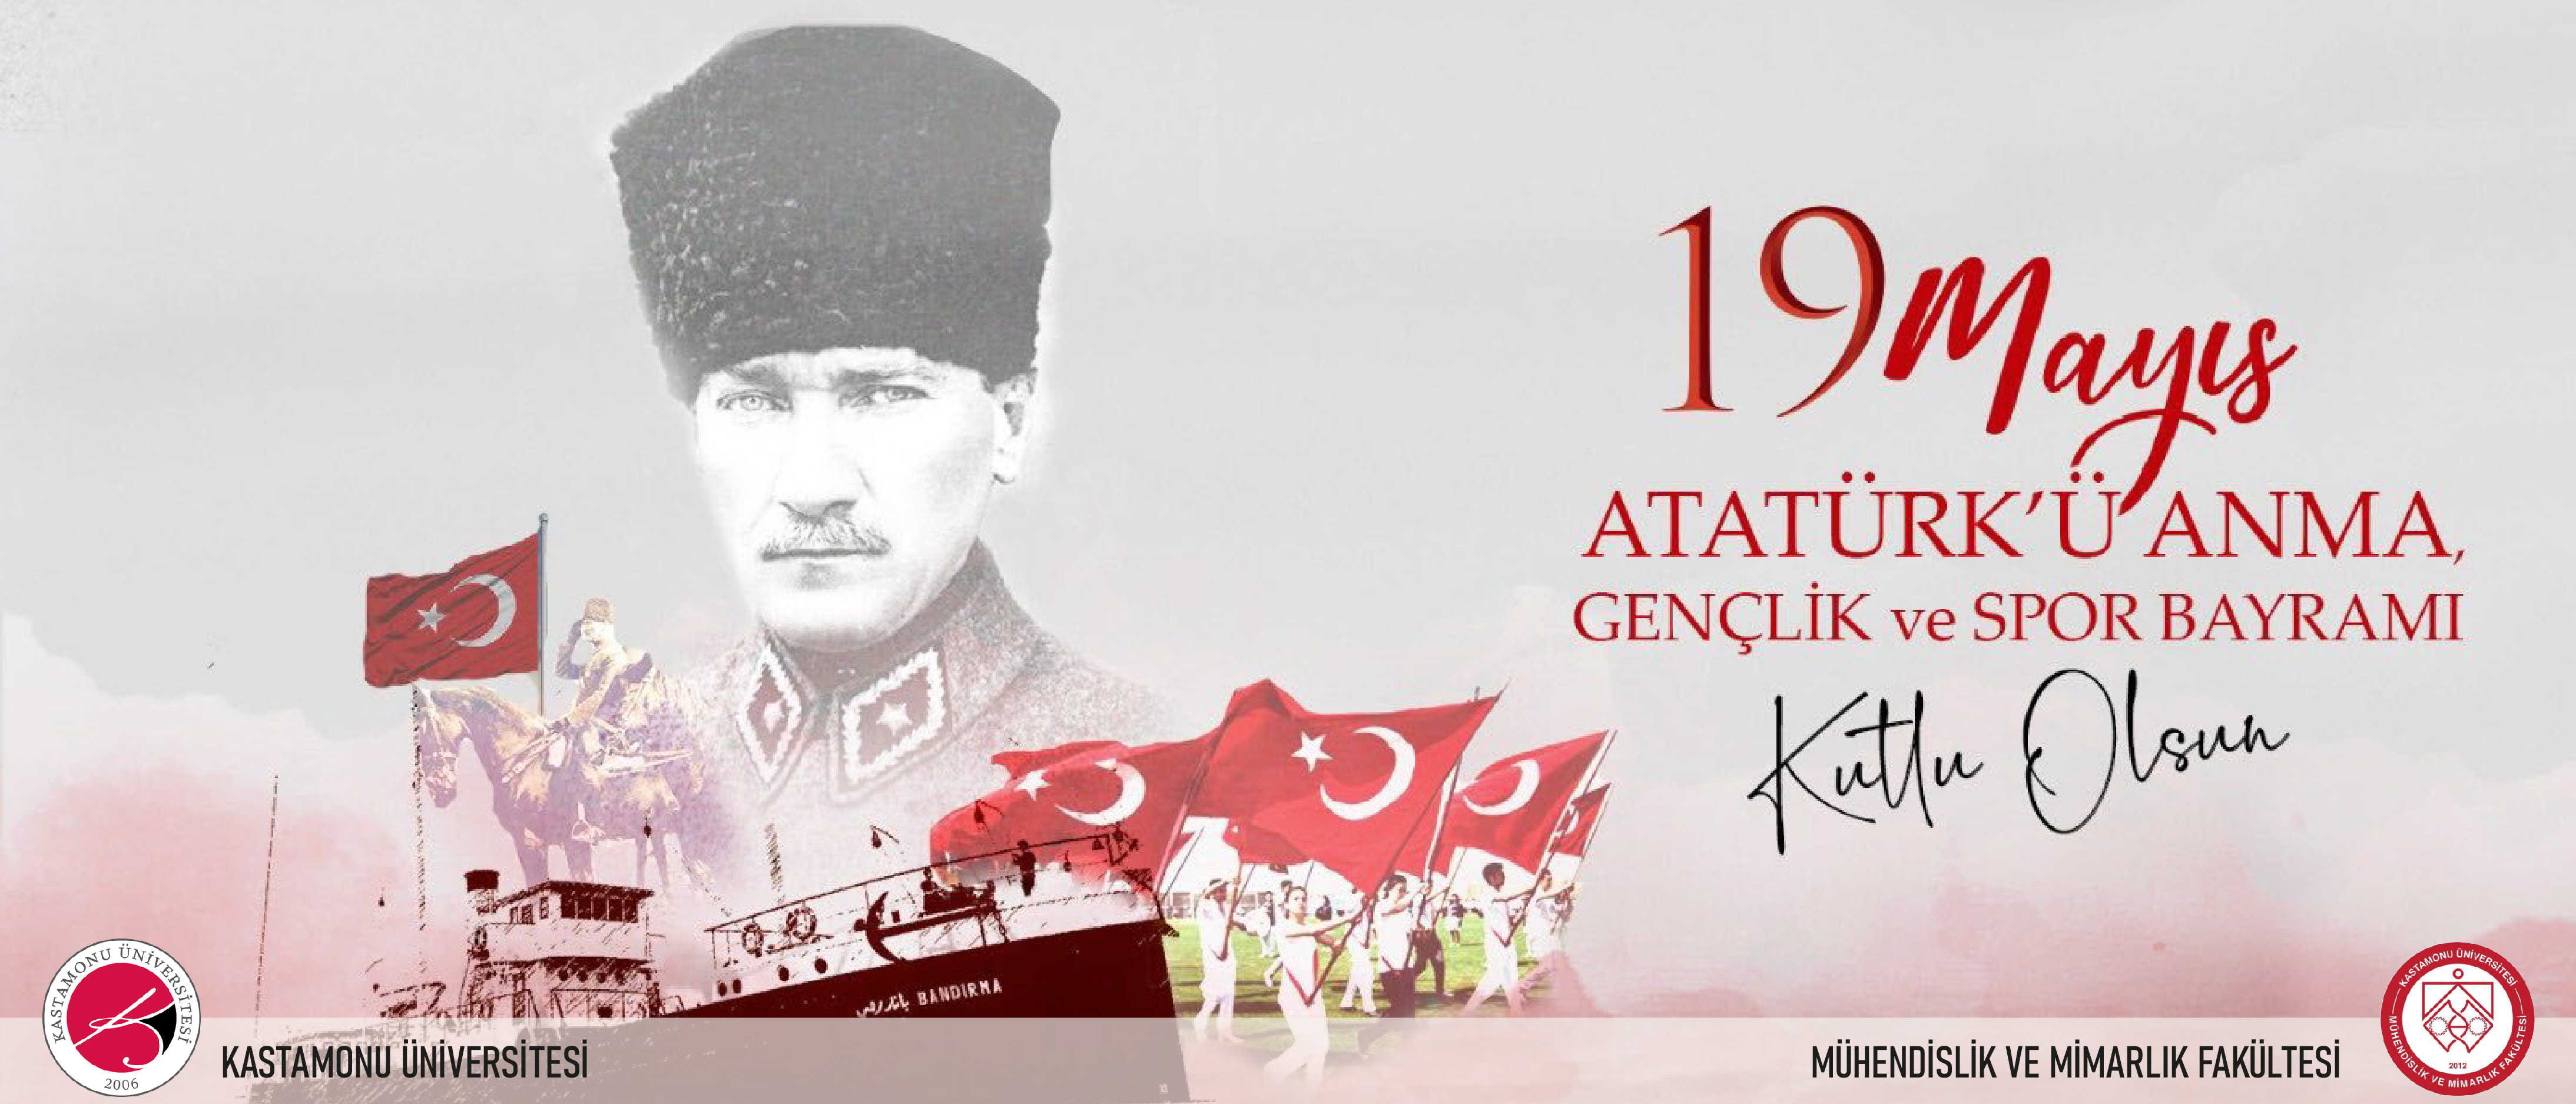 19 Mayıs
ATATÜRK'Ü ANMA,
GENÇLİK ve SPOR BAYRAMI
Kutlu Olsun
باندرمه BANDIRMA
KASTAMONU ÜNİVERSİTESİ
2006
KASTAMONU ÜNİVERSİTESİ
MÜHENDİSLİK VE MİMARLIK FAKÜLTESİ
KASTAMONU ÜNİVERSİTESİ
2012
MÜHENDİSLİK VE MİMARLIK FAKÜLTESİ